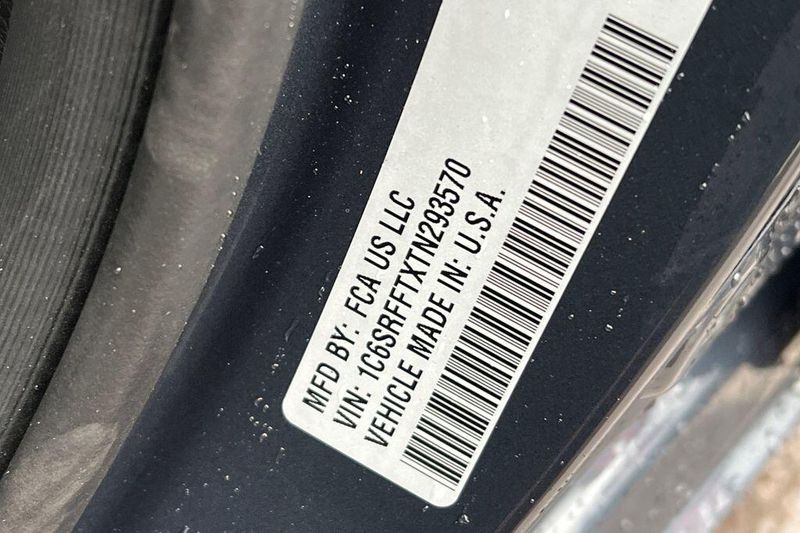 MFD BY: FCA US LLC
VIN: 1C6SRFFTXTN293570
VEHICLE MADE IN: U.S.A.